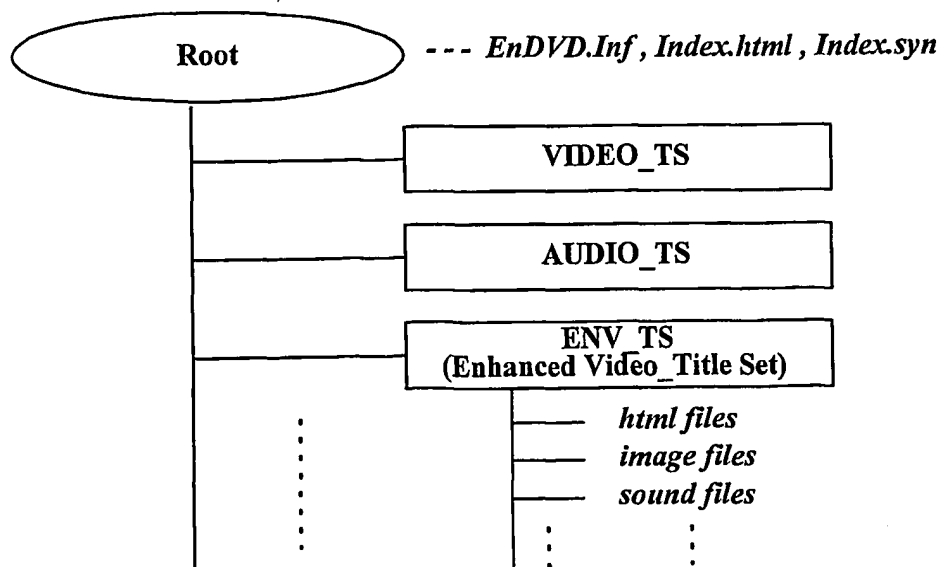 Root
--- EnDVD.Inf , Index.html , Index.syn
VIDEO_TS
AUDIO_TS
ENV_TS
(Enhanced Video_Title Set)
html files
image files
sound files